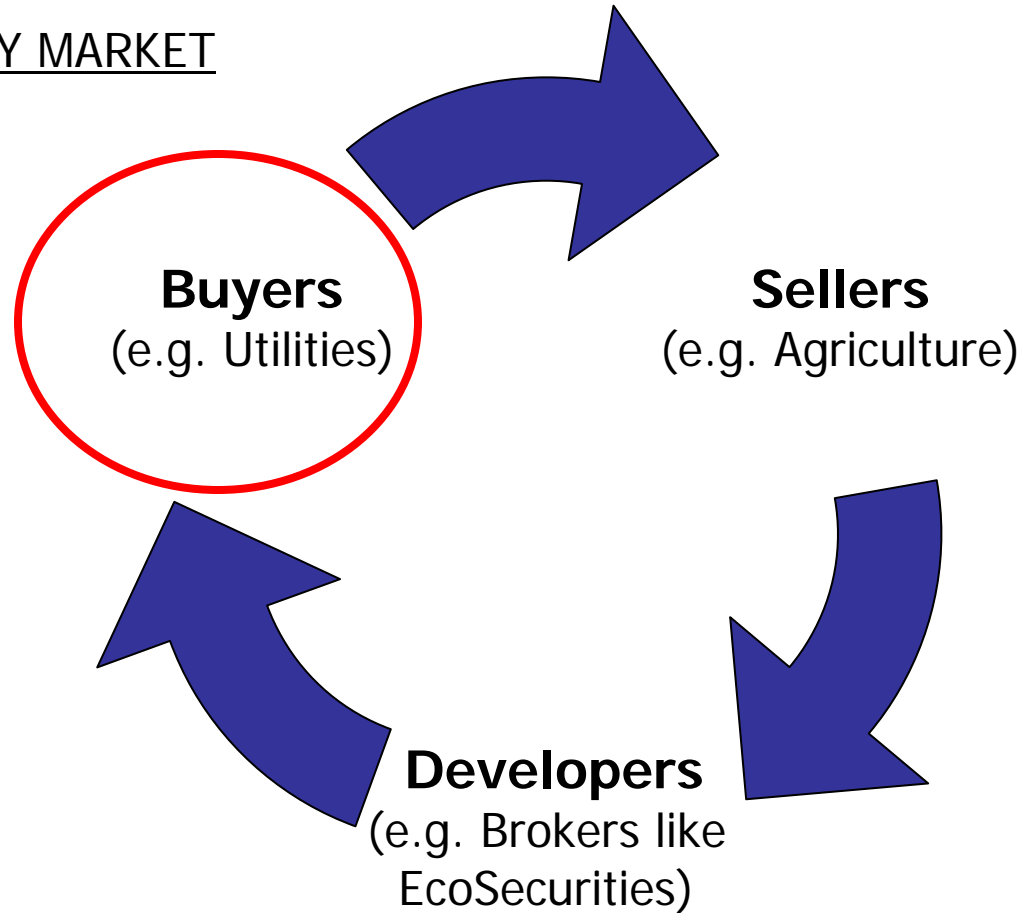 Y MARKET
Buyers
(e.g. Utilities)
Sellers
(e.g. Agriculture)
Developers
(e.g. Brokers like
EcoSecurities)